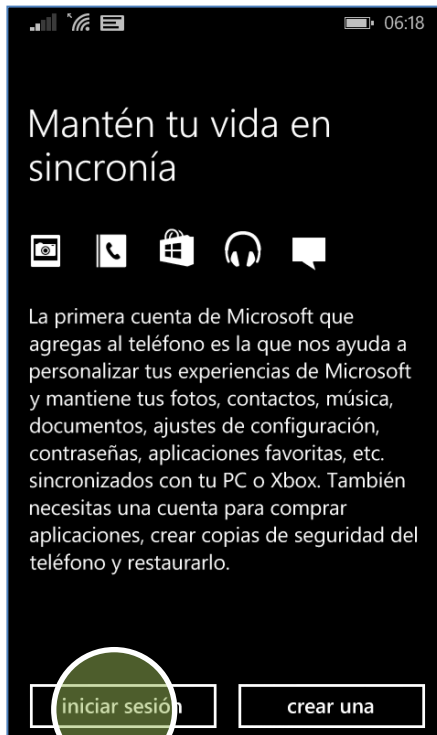 06:18
Mantén tu vida en
sincronía
La primera cuenta de Microsoft que
agregas al teléfono es la que nos ayuda a
personalizar tus experiencias de Microsoft
y mantiene tus fotos, contactos, música,
documentos, ajustes de configuración,
contraseñas, aplicaciones favoritas, etc.
sincronizados con tu PC o Xbox. También
necesitas una cuenta para comprar
aplicaciones, crear copias de seguridad del
teléfono y restaurarlo.
iniciar sesión
crear una